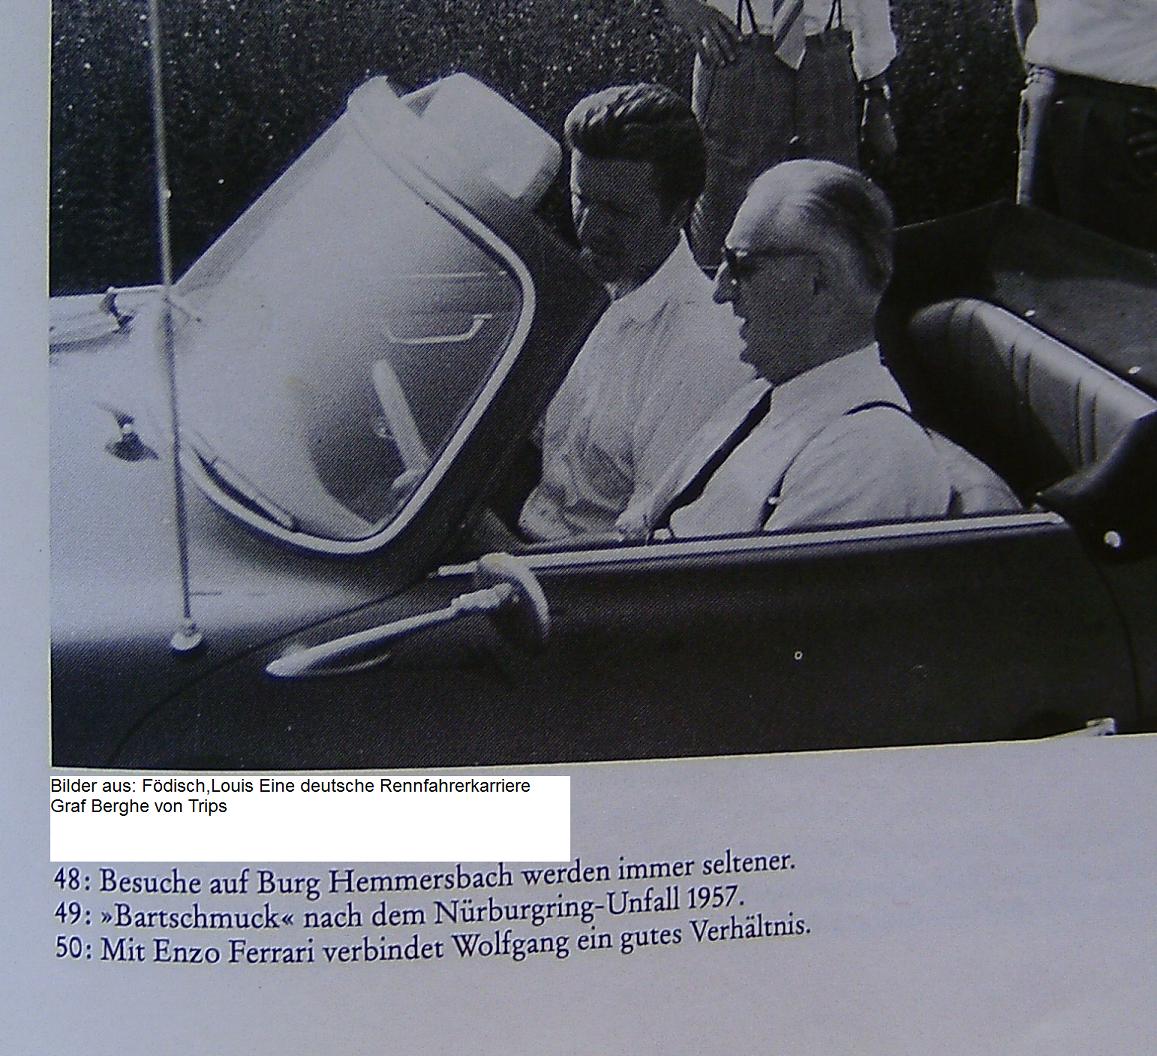 Bilder aus: Födisch,Louis Eine deutsche Rennfahrerkarriere
Graf Berghe von Trips
48: Besuche auf Burg Hemmersbach werden immer seltener.
49: »Bartschmuck« nach dem Nürburgring-Unfall 1957.
50: Mit Enzo Ferrari verbindet Wolfgang ein gutes Verhältnis.